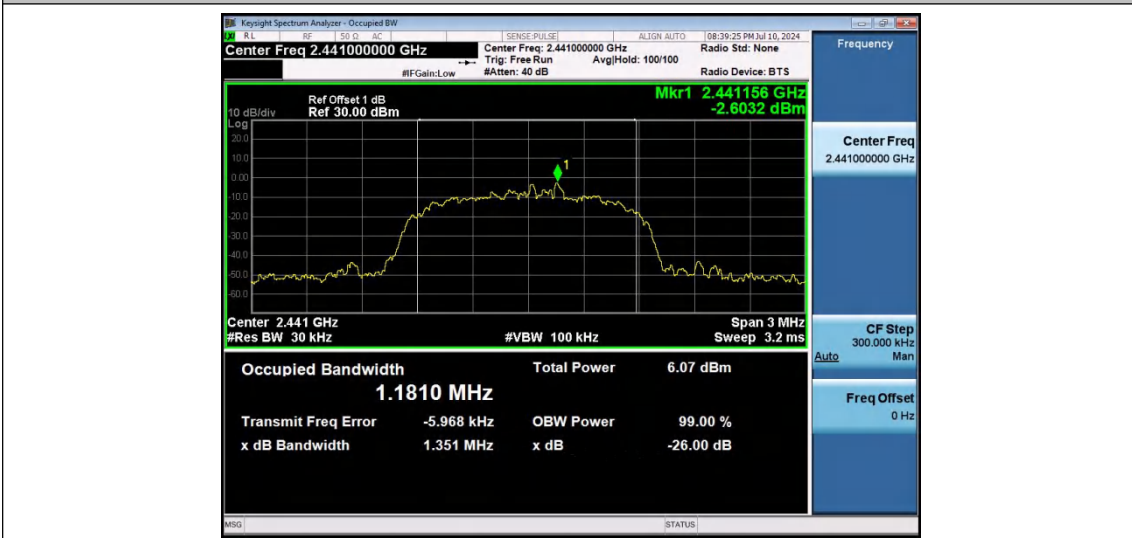 Keysight Spectrum Analyzer - Occupied BW
LXI RL RF 50 Ω AC SENSE:PULSE ALIGN AUTO 08:39:25 PM Jul 10, 2024
Center Freq 2.441000000 GHz Center Freq: 2.441000000 GHz Radio Std: None Frequency
Trig: Free Run Avg|Hold: 100/100
#IFGain:Low #Atten: 40 dB Radio Device: BTS
Mkr1 2.441156 GHz
-2.6032 dBm
Ref Offset 1 dB
10 dB/div Ref 30.00 dBm
Log
20.0
10.0
0.00
-10.0
-20.0
-30.0
-40.0
-50.0
-60.0
1
Center Freq
2.441000000 GHz
Center 2.441 GHz Span 3 MHz
#Res BW 30 kHz #VBW 100 kHz Sweep 3.2 ms
CF Step
300.000 kHz
Auto Man
Occupied Bandwidth Total Power 6.07 dBm
1.1810 MHz
Transmit Freq Error -5.968 kHz OBW Power 99.00 %
x dB Bandwidth 1.351 MHz x dB -26.00 dB
Freq Offset
0 Hz
MSG STATUS